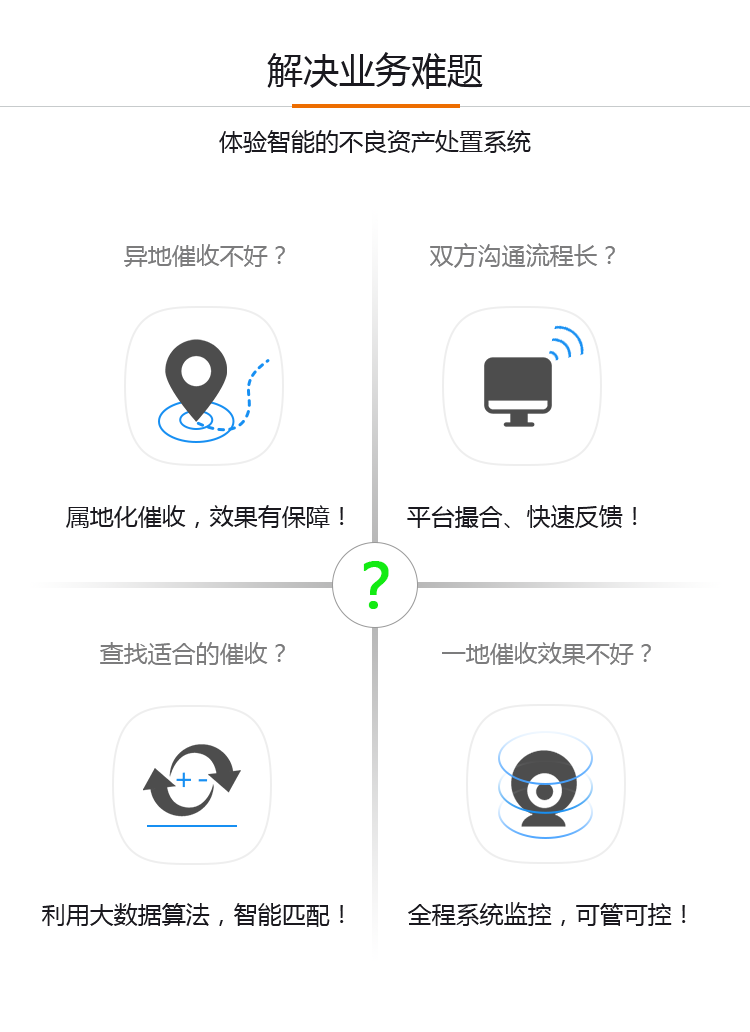 解决业务难题
体验智能的不良资产处置系统
异地催收不好？
双方沟通流程长？
属地化催收，效果有保障！
平台撮合、快速反馈！
?
查找适合的催收？
一地催收效果不好？
+ -
利用大数据算法，智能匹配！
全程系统监控，可管可控！